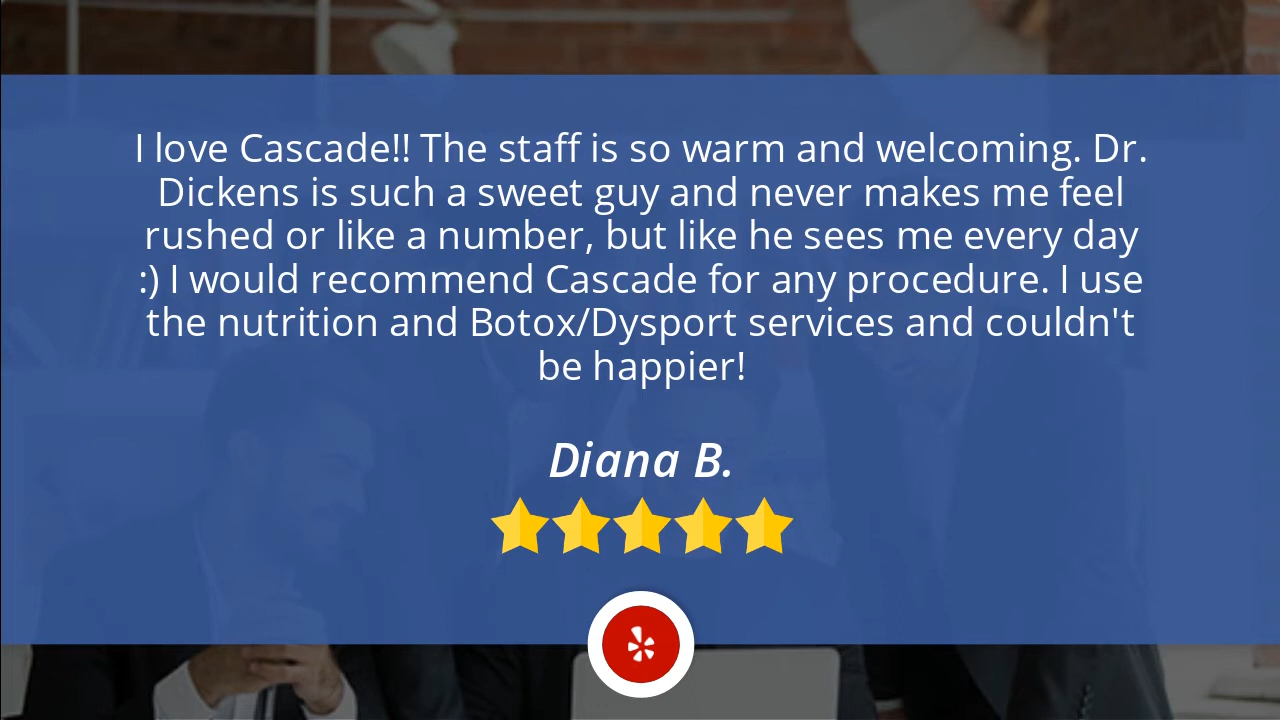 I love Cascade!! The staff is so warm and welcoming. Dr.
Dickens is such a sweet guy and never makes me feel
rushed or like a number, but like he sees me every day
:) I would recommend Cascade for any procedure. I use
the nutrition and Botox/Dysport services and couldn't
be happier!
Diana B.